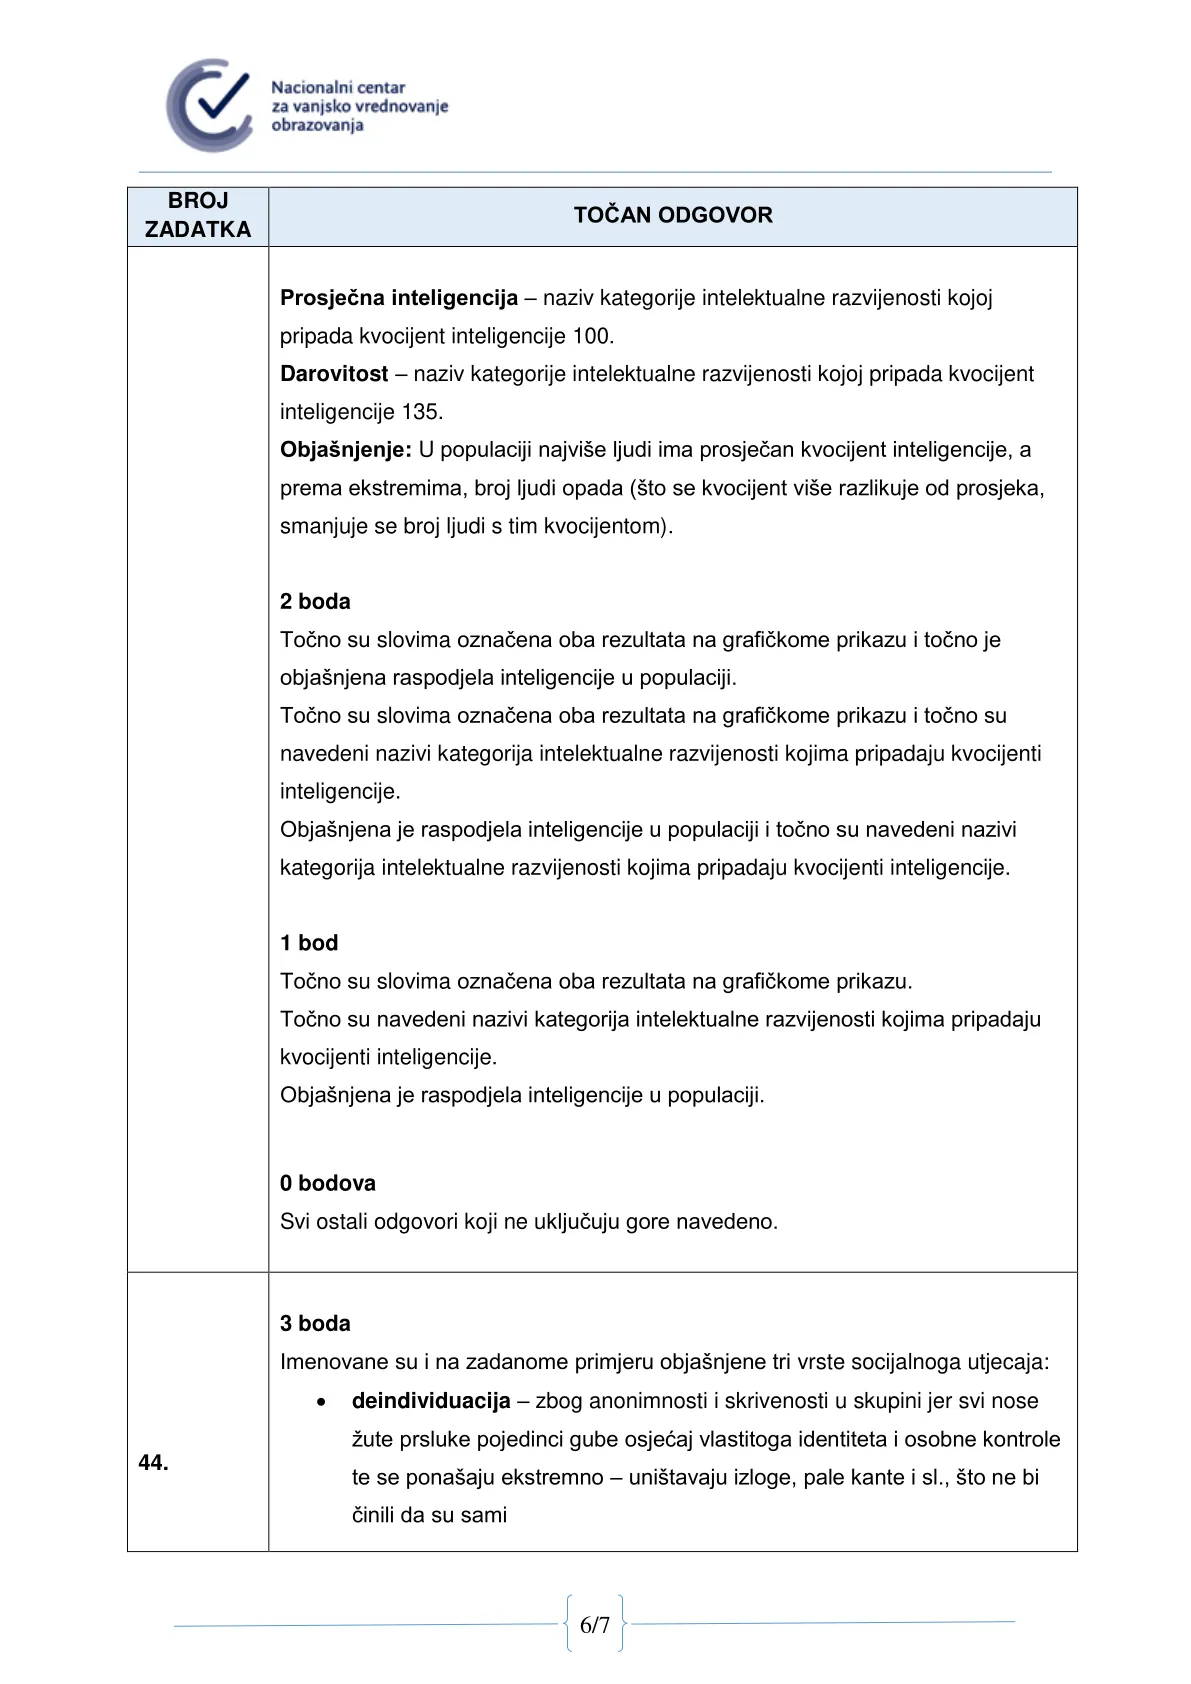 Nacionalni centar
za vanjsko vrednovanje
obrazovanja
BROJ
ZADATKA
TOČAN ODGOVOR
Prosječna inteligencija – naziv kategorije intelektualne razvijenosti kojoj
pripada kvocijent inteligencije 100.
Darovitost – naziv kategorije intelektualne razvijenosti kojoj pripada kvocijent
inteligencije 135.
Objašnjenje: U populaciji najviše ljudi ima prosječan kvocijent inteligencije, a
prema ekstremima, broj ljudi opada (što se kvocijent više razlikuje od prosjeka,
smanjuje se broj ljudi s tim kvocijentom).
2 boda
Točno su slovima označena oba rezultata na grafičkome prikazu i točno je
objašnjena raspodjela inteligencije u populaciji.
Točno su slovima označena oba rezultata na grafičkome prikazu i točno su
navedeni nazivi kategorija intelektualne razvijenosti kojima pripadaju kvocijenti
inteligencije.
Objašnjena je raspodjela inteligencije u populaciji i točno su navedeni nazivi
kategorija intelektualne razvijenosti kojima pripadaju kvocijenti inteligencije.
1 bod
Točno su slovima označena oba rezultata na grafičkome prikazu.
Točno su navedeni nazivi kategorija intelektualne razvijenosti kojima pripadaju
kvocijenti inteligencije.
Objašnjena je raspodjela inteligencije u populaciji.
0 bodova
Svi ostali odgovori koji ne uključuju gore navedeno.
44.
3 boda
Imenovane su i na zadanome primjeru objašnjene tri vrste socijalnoga utjecaja:
• deindividuacija – zbog anonimnosti i skrivenosti u skupini jer svi nose
žute prsluke pojedinci gube osjećaj vlastitoga identiteta i osobne kontrole
te se ponašaju ekstremno – uništavaju izloge, pale kante i sl., što ne bi
činili da su sami
6/7